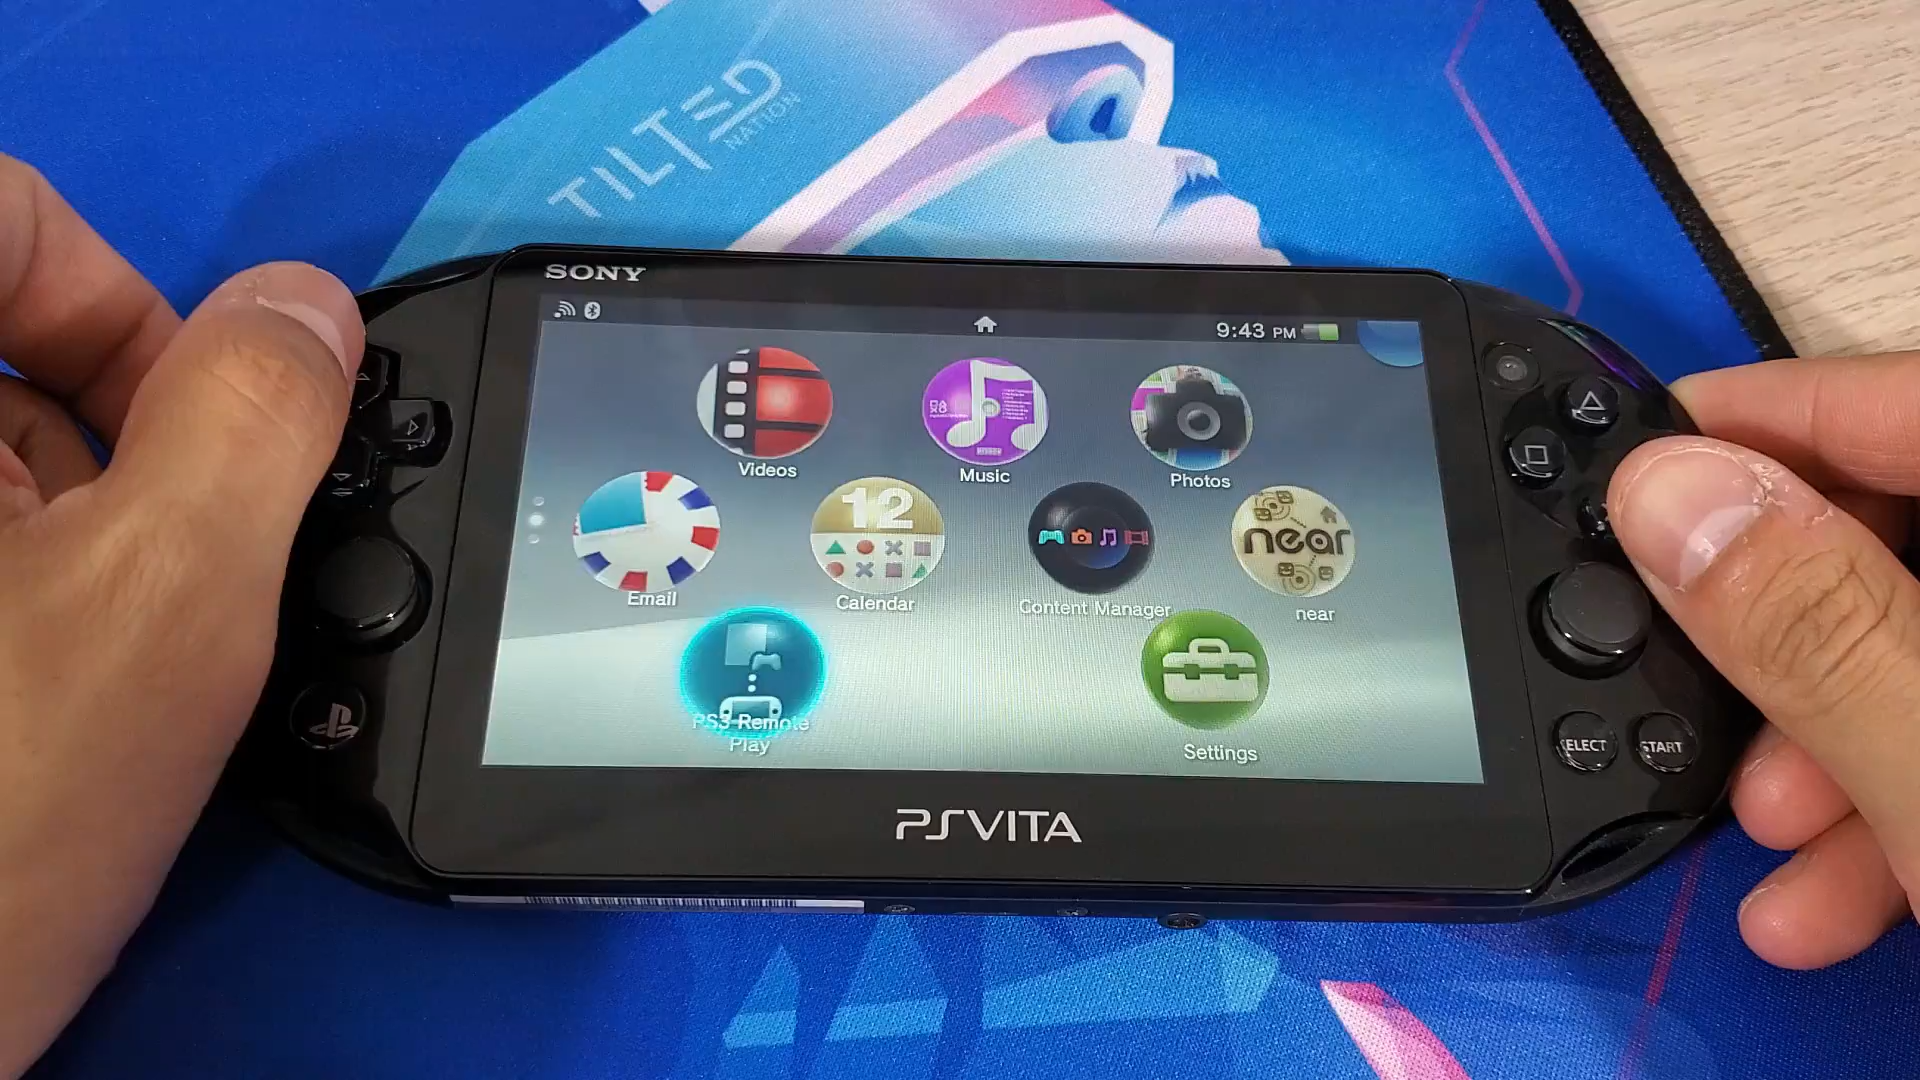 TILTED
NATION
SONY
9:43 PM
Videos
Music
Photos
12
near
Email
Calendar
Content Manager
near
PS3 Remote
Play
Settings
SELECT
START
PSVITA